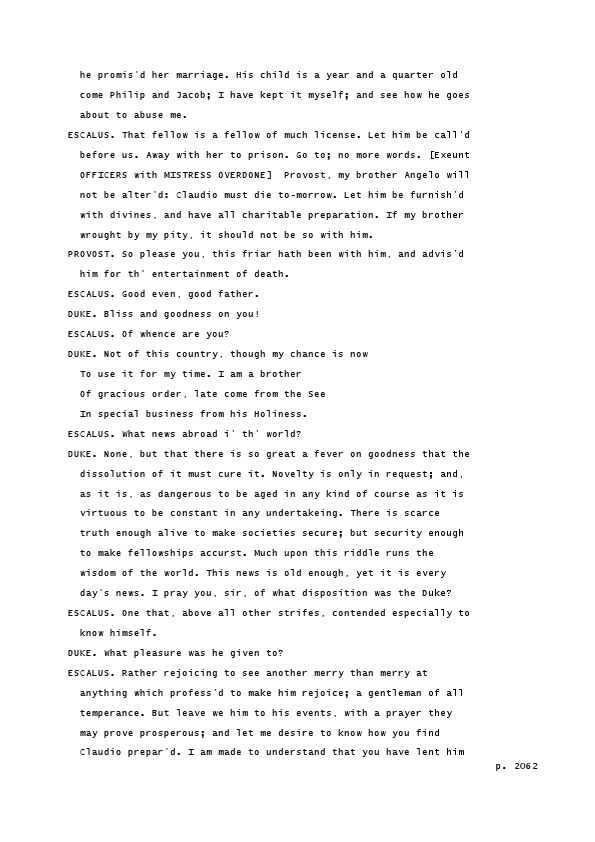 he promis'd her marriage. His child is a year and a quarter old
come Philip and Jacob; I have kept it myself; and see how he goes
about to abuse me.
ESCALUS. That fellow is a fellow of much license. Let him be call'd
before us. Away with her to prison. Go to; no more words. [Exeunt
OFFICERS with MISTRESS OVERDONE]  Provost, my brother Angelo will
not be alter'd: Claudio must die to-morrow. Let him be furnish'd
with divines, and have all charitable preparation. If my brother
wrought by my pity, it should not be so with him.
PROVOST. So please you, this friar hath been with him, and advis'd
him for th' entertainment of death.
ESCALUS. Good even, good father.
DUKE. Bliss and goodness on you!
ESCALUS. Of whence are you?
DUKE. Not of this country, though my chance is now
To use it for my time. I am a brother
Of gracious order, late come from the See
In special business from his Holiness.
ESCALUS. What news abroad i' th' world?
DUKE. None, but that there is so great a fever on goodness that the
dissolution of it must cure it. Novelty is only in request; and,
as it is, as dangerous to be aged in any kind of course as it is
virtuous to be constant in any undertakeing. There is scarce
truth enough alive to make societies secure; but security enough
to make fellowships accurst. Much upon this riddle runs the
wisdom of the world. This news is old enough, yet it is every
day's news. I pray you, sir, of what disposition was the Duke?
ESCALUS. One that, above all other strifes, contended especially to
know himself.
DUKE. What pleasure was he given to?
ESCALUS. Rather rejoicing to see another merry than merry at
anything which profess'd to make him rejoice; a gentleman of all
temperance. But leave we him to his events, with a prayer they
may prove prosperous; and let me desire to know how you find
Claudio prepar'd. I am made to understand that you have lent him
p. 2062